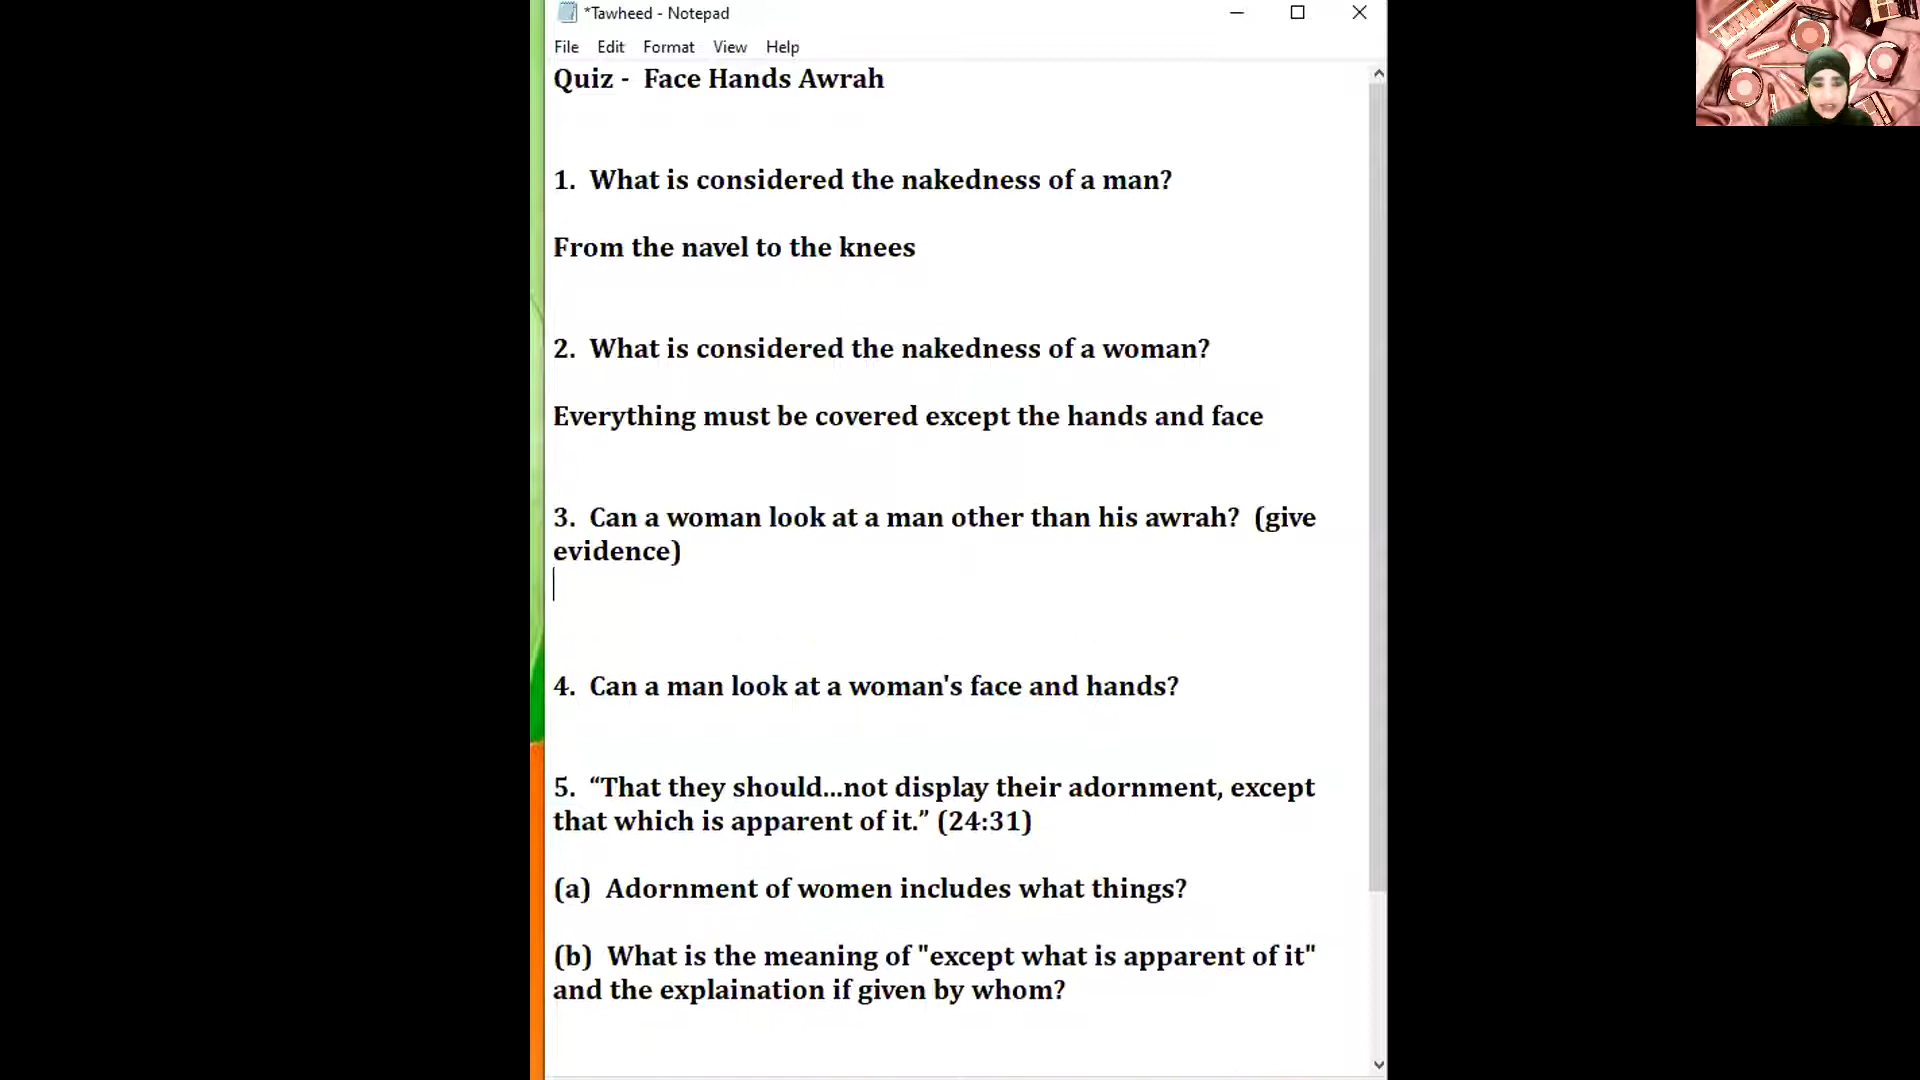 *Tawheed - Notepad
File Edit Format View Help
Quiz - Face Hands Awrah
1. What is considered the nakedness of a man?
From the navel to the knees
2. What is considered the nakedness of a woman?
Everything must be covered except the hands and face
3. Can a woman look at a man other than his awrah? (give
evidence)
4. Can a man look at a woman's face and hands?
5. “That they should...not display their adornment, except
that which is apparent of it.” (24:31)
(a) Adornment of women includes what things?
(b) What is the meaning of "except what is apparent of it"
and the explaination if given by whom?